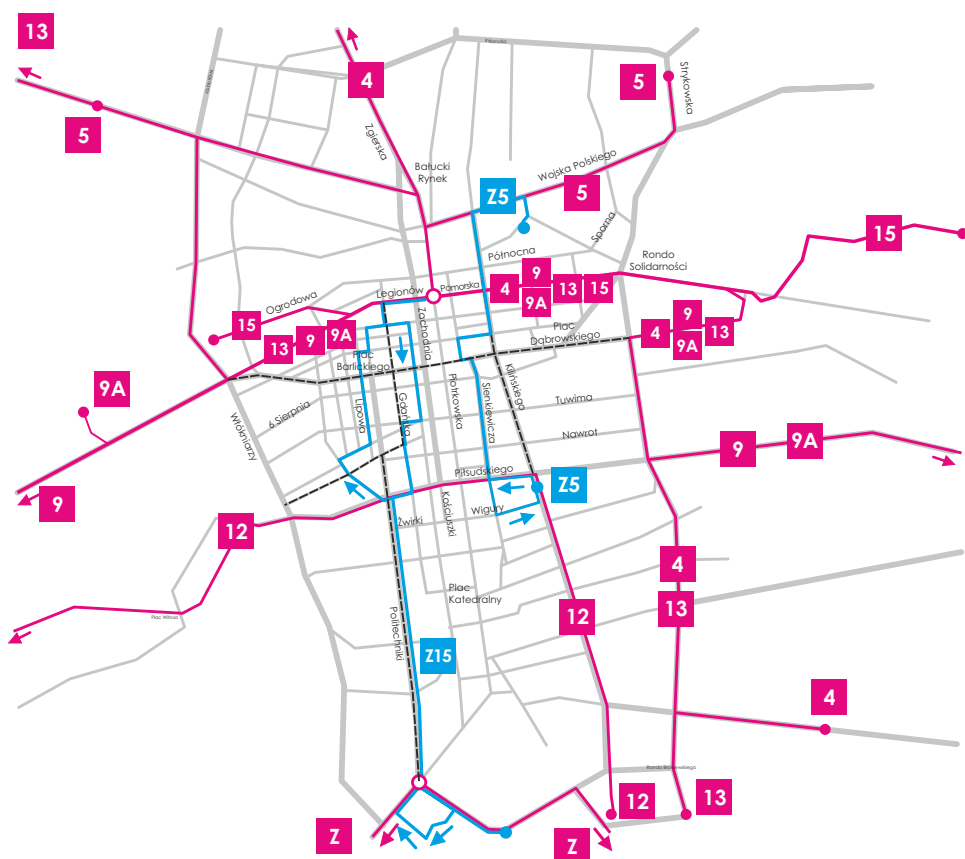 13
4
5
Strykowska
5
Zgierska
Bałucki
Rynek
Wojska Polskiego
Z5
5
Sporna
15
Północna
Rondo
Solidarności
Ogrodowa
Legionów
Pomorska
4
9
9A
13
15
15
13
9
9A
Zachodnia
Plac
Dąbrowskiego
4
9
9A
13
Plac
Barlickiego
9A
Włókniarzy
6 Sierpnia
Lipowa
Gdańska
Piotrkowska
Sienkiewicza
Kilińskiego
Tuwima
Nawrot
9
9A
Piłsudskiego
Z5
9
12
Żwirki
Kościuszki
Wigury
4
Plac
Katedralny
13
12
Plac Witosa
Politechniki
Z15
4
Z
12
13
Z